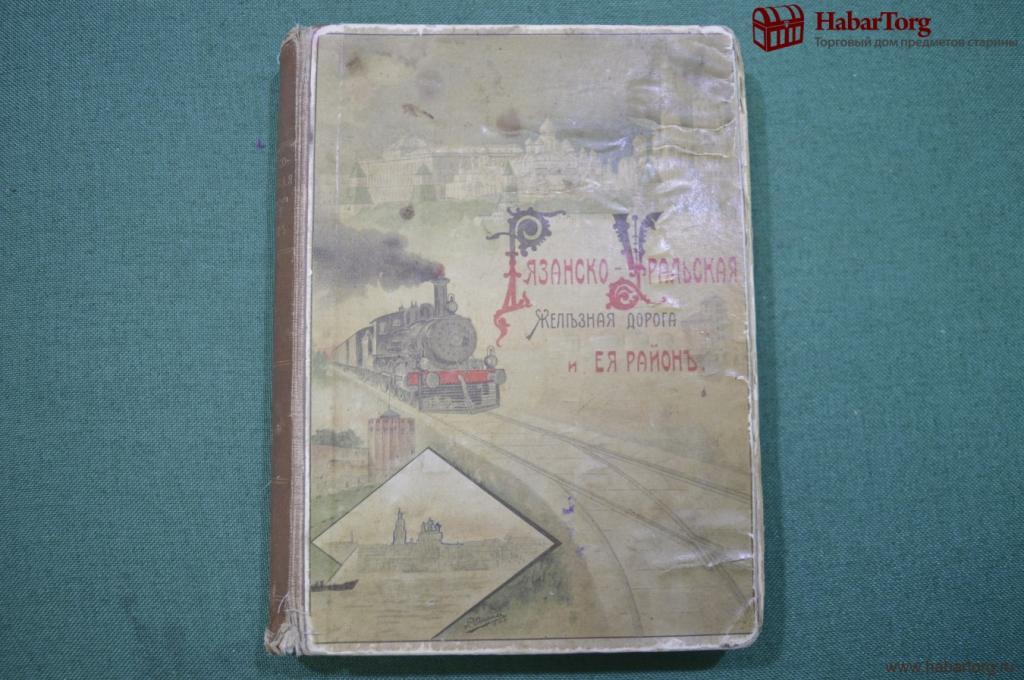 HabarTorg
Торговый дом предметов старины
Рязанско-Уральская
Желѣзная дорога
и ея районъ.
www.habartorg.ru